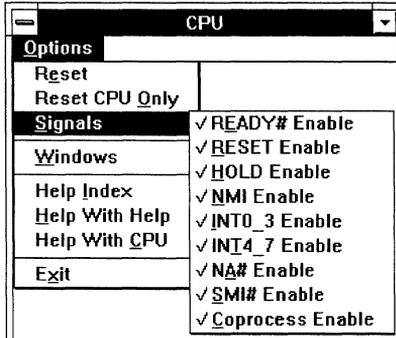 CPU
Options
Reset
Reset CPU Only
Signals
Windows
Help Index
Help With Help
Help With CPU
Exit
✓READY# Enable
✓RESET Enable
✓HOLD Enable
✓NMI Enable
✓INT0_3 Enable
✓INT4_7 Enable
✓NA# Enable
✓SMI# Enable
✓Coprocess Enable